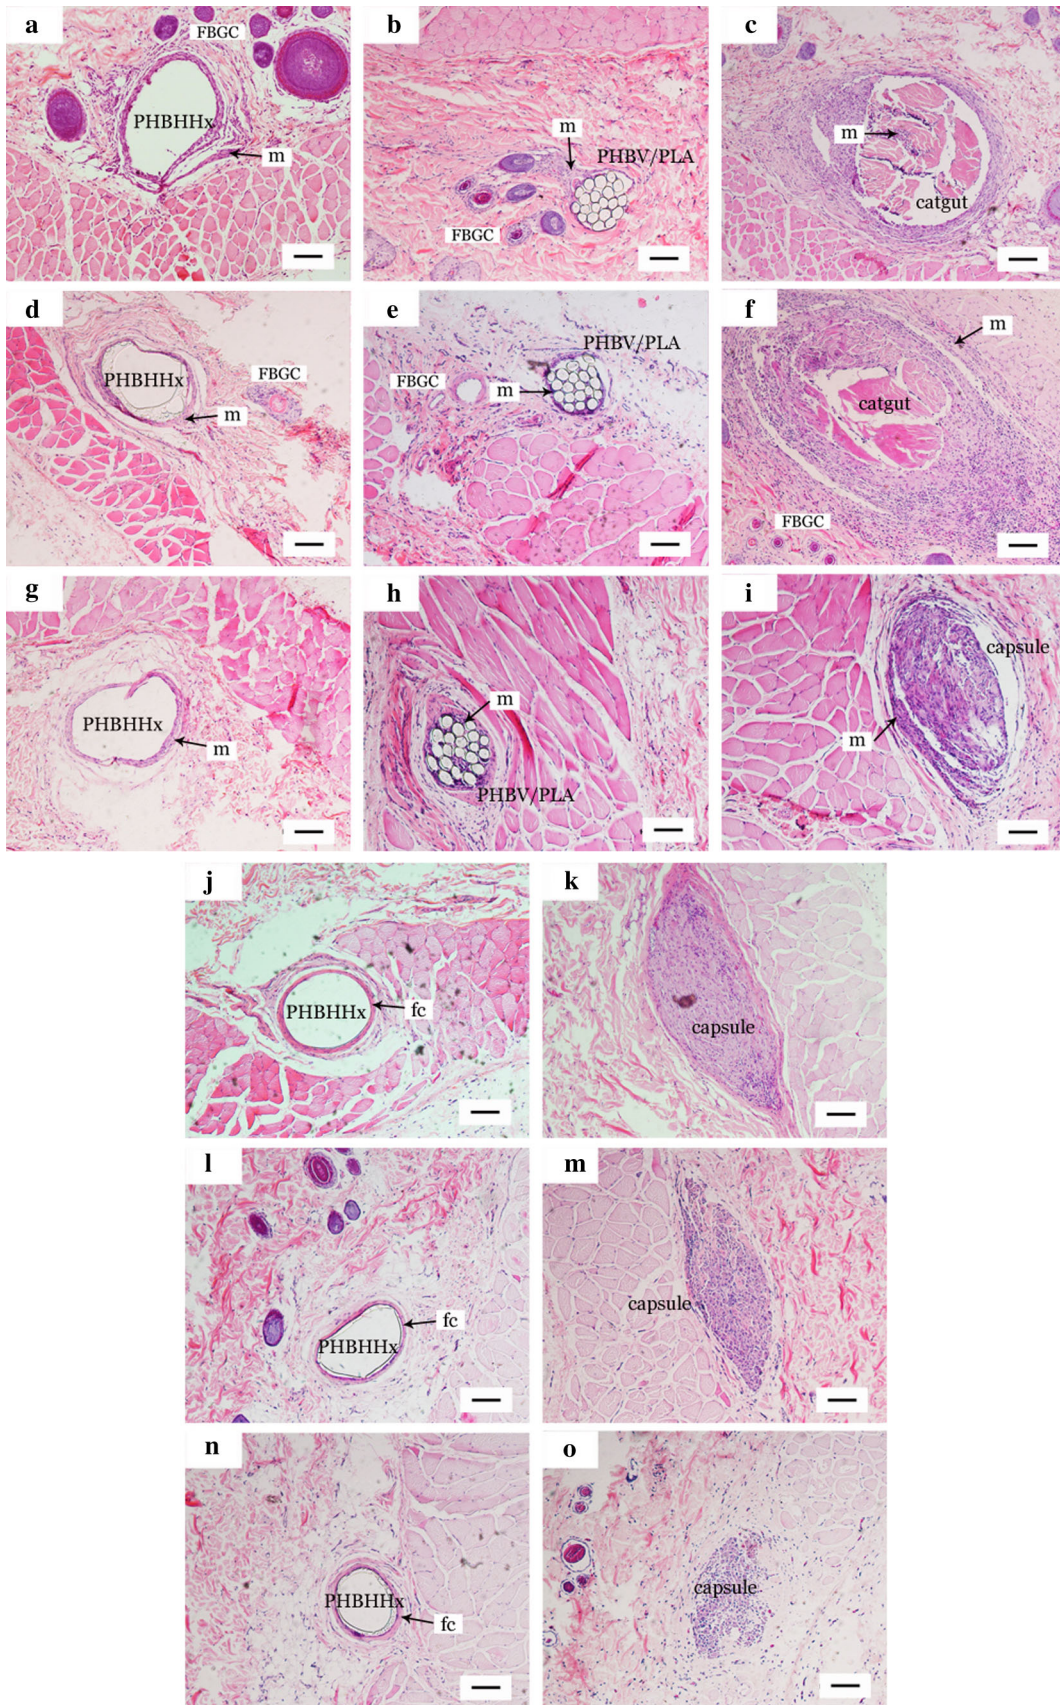 a
FBGC
PHBHHx
m
b
m
PHBV/PLA
FBGC
c
m
catgut
d
PHBHHx
FBGC
m
e
PHBV/PLA
FBGC
m
f
m
catgut
FBGC
g
PHBHHx
m
h
m
PHBV/PLA
i
capsule
m
j
PHBHHx
fc
k
capsule
l
fc
PHBHHx
m
capsule
n
PHBHHx
fc
o
capsule